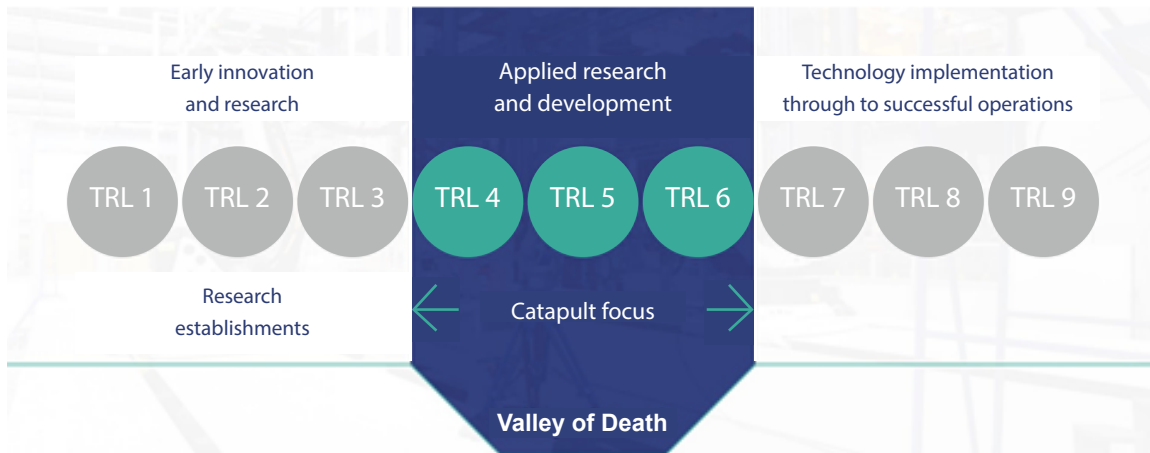 Early innovation
and research
Applied research
and development
Technology implementation
through to successful operations
TRL 1
TRL 2
TRL 3
TRL 4
TRL 5
TRL 6
TRL 7
TRL 8
TRL 9
Research
establishments
Catapult focus
Valley of Death